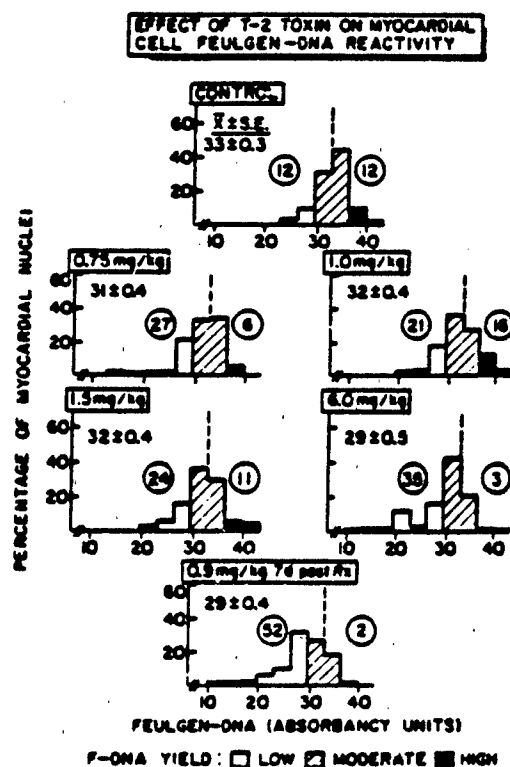 EFFECT OF T-2 TOXIN ON MYOCARDIAL
CELL FEULGEN-DNA REACTIVITY
CONTROL
X̄ ± S.E.
33±0.3
12
12
60
40
20
10 20 30 40
0.75 mg/kg
31±0.4
27
6
60
40
20
1.0 mg/kg
32±0.4
21
16
1.5 mg/kg
32±0.4
24
11
60
40
20
10 20 30 40
6.0 mg/kg
29±0.5
38
3
10 20 30 40
0.9 mg/kg 7d post Rx
29±0.4
52
2
60
40
20
10 20 30 40
PERCENTAGE OF MYOCARDIAL NUCLEI
FEULGEN-DNA (ABSORBANCY UNITS)
F-DNA YIELD: LOW MODERATE HIGH